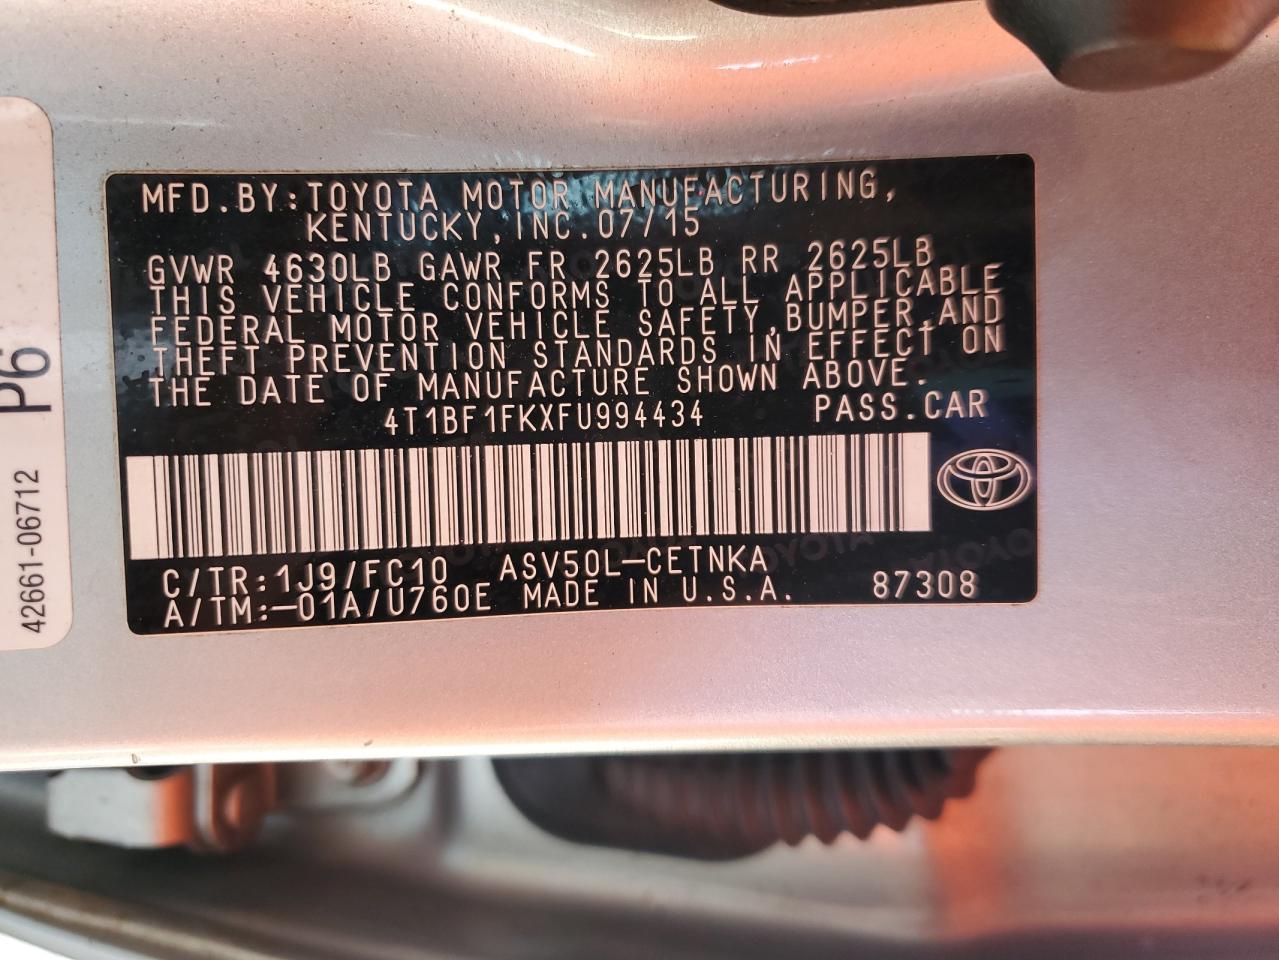 MFD.BY:TOYOTA MOTOR MANUFACTURING,
KENTUCKY,INC.07/15
GVWR 4630LB GAWR FR 2625LB RR 2625LB
THIS VEHICLE CONFORMS TO ALL APPLICABLE
FEDERAL MOTOR VEHICLE SAFETY,BUMPER,AND
THEFT PREVENTION STANDARDS IN EFFECT ON
THE DATE OF MANUFACTURE SHOWN ABOVE.
4T1BF1FKXFU994434 PASS.CAR
C/TR:1J9/FC10 ASV50L-CETNKA
A/TM:-01A/U760E MADE IN U.S.A. 87308
P6
42661-06712